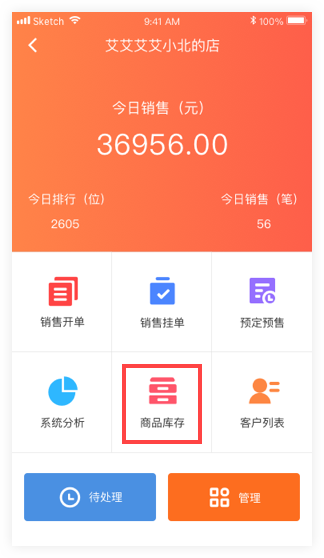 Sketch 9:41 AM 100%
艾艾艾艾小北的店
今日销售（元）
36956.00
今日排行（位） 今日销售（笔）
2605 56
销售开单 销售挂单 预定预售
系统分析 商品库存 客户列表
待处理 管理